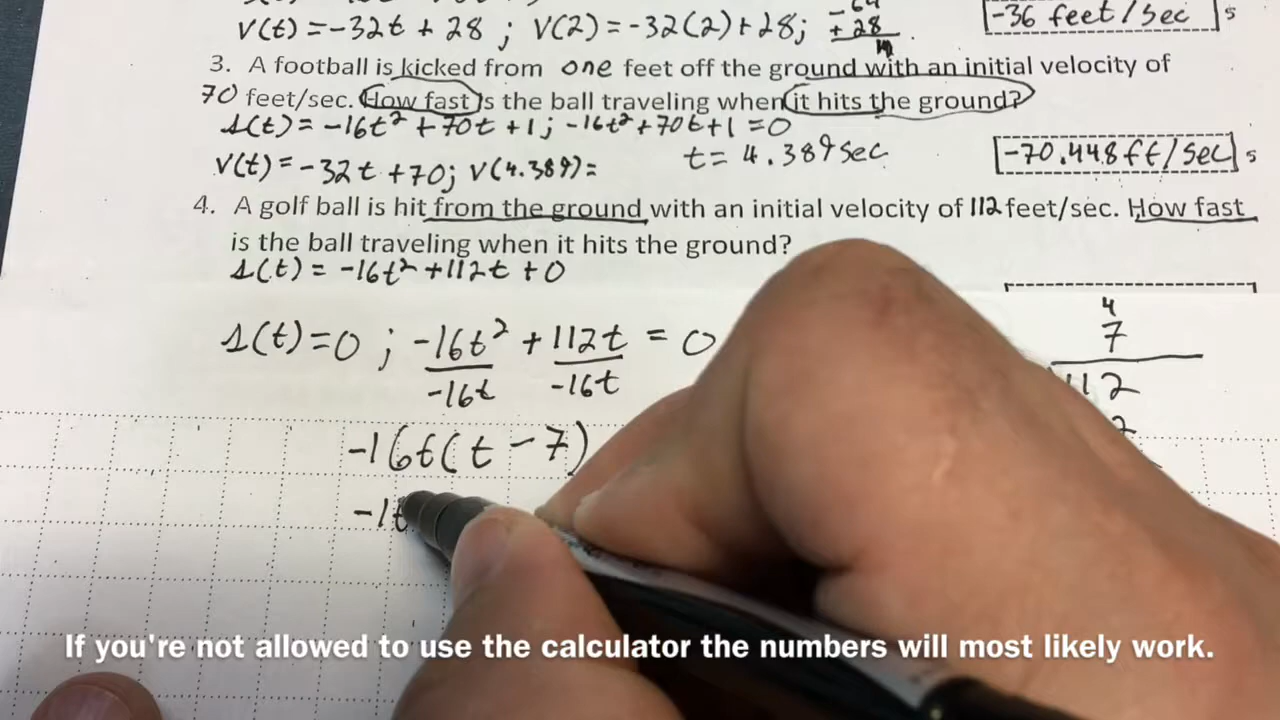 V(t)=-32t + 28 ; V(2)=-32(2)+28; -64
+28
-36 feet/sec s
3. A football is kicked from one feet off the ground with an initial velocity of
70 feet/sec. How fast is the ball traveling when it hits the ground?
s(t) = -16t² +70t +1 ; -16t²+70t+1 =0
t= 4.389 sec
V(t)=-32t +70; V(4.389)=
-70.448 ft/sec s
4. A golf ball is hit from the ground with an initial velocity of 112 feet/sec. How fast
is the ball traveling when it hits the ground?
s(t) = -16t² +112t +0
s(t)=0 ; -16t² + 112t = 0
-16t -16t
4
7
112
2
-16t(t - 7)
-16
If you're not allowed to use the calculator the numbers will most likely work.